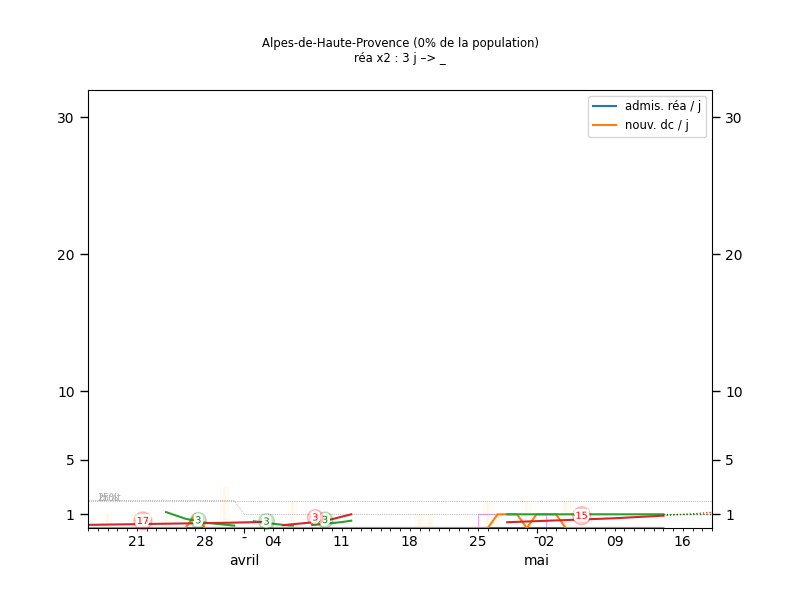 Alpes-de-Haute-Provence (0% de la population)
réa x2 : 3 j –> _
admis. réa / j
nouv. dc / j
30 30
20 20
10 10
5 5
1 1
17 3 3 3 3 15
21 28 04 11 18 25 02 09 16
avril mai